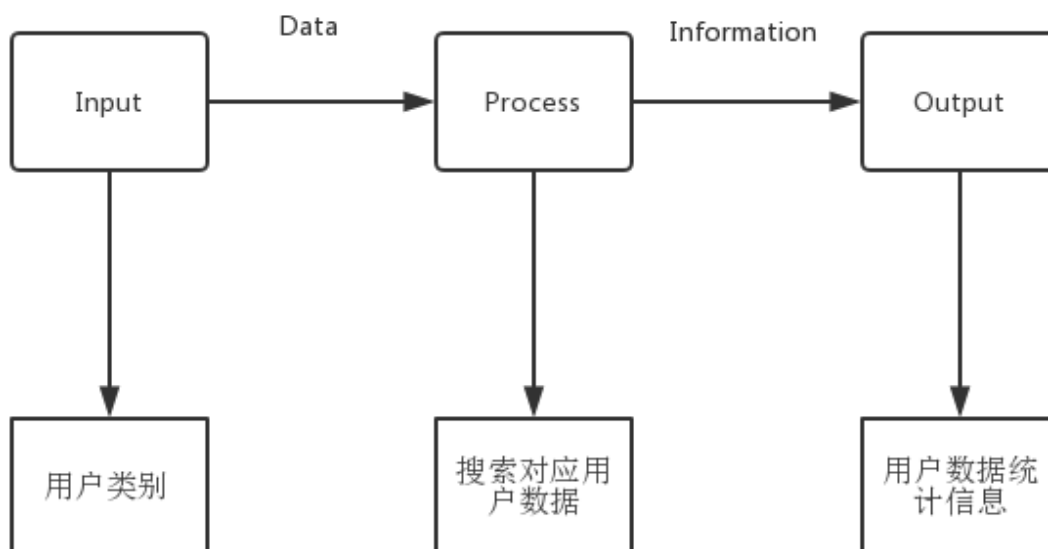 Data
Information
Input
Process
Output
用户类别
搜索对应用
户数据
用户数据统
计信息